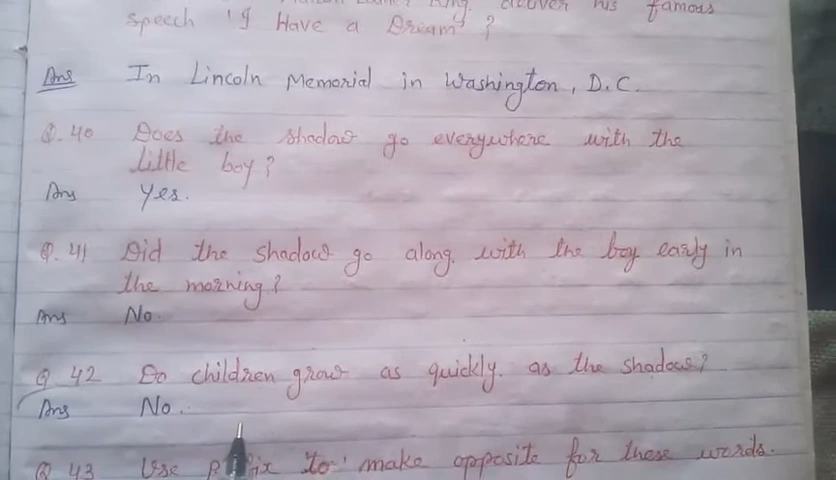 his famous
speech 'I Have a Dream' ?
Ans In Lincoln Memorial in Washington, D.C.
Q.40 Does the shadow go everywhere with the
little boy?
Ans Yes.
Q.41 Did the shadow go along with the boy early in
the morning?
Ans No.
Q 42 Do children grow as quickly. as the shadow?
Ans No.
Q 43 Use to make opposite for these words.